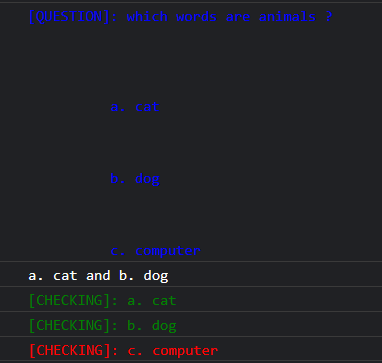 [QUESTION]: which words are animals ?
a. cat
b. dog
c. computer
a. cat and b. dog
[CHECKING]: a. cat
[CHECKING]: b. dog
[CHECKING]: c. computer